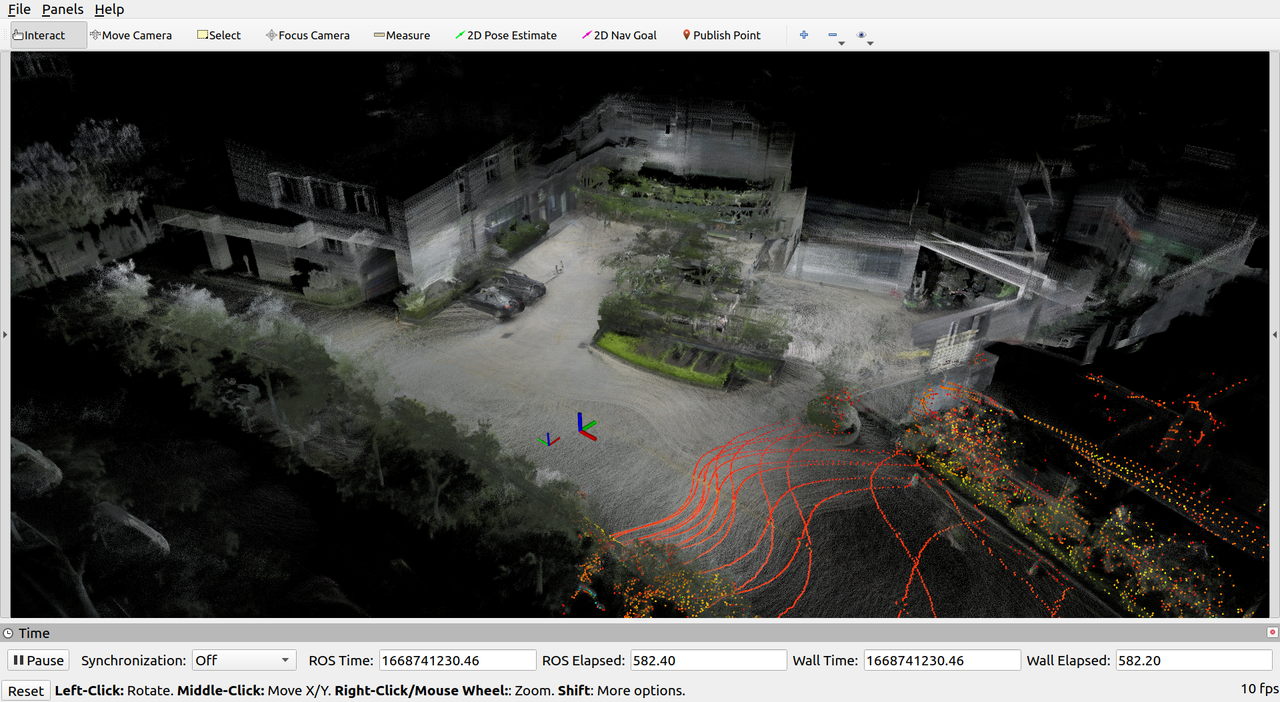 File Panels Help
Interact Move Camera Select Focus Camera Measure 2D Pose Estimate 2D Nav Goal Publish Point
Time
Pause Synchronization: Off ROS Time: 1668741230.46 ROS Elapsed: 582.40 Wall Time: 1668741230.46 Wall Elapsed: 582.20
Reset Left-Click: Rotate. Middle-Click: Move X/Y. Right-Click/Mouse Wheel:: Zoom. Shift: More options. 10 fps